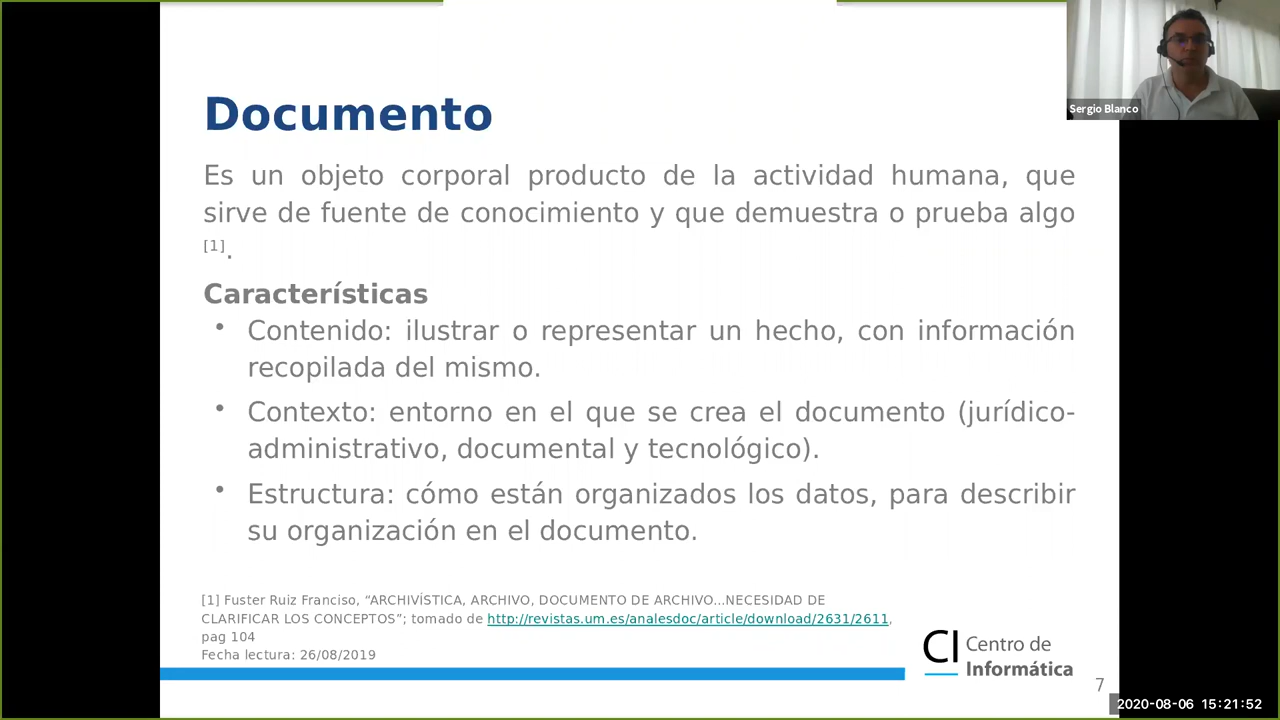 Documento
Es un objeto corporal producto de la actividad humana, que
sirve de fuente de conocimiento y que demuestra o prueba algo
[1].
Características
• Contenido: ilustrar o representar un hecho, con información
recopilada del mismo.
• Contexto: entorno en el que se crea el documento (jurídico-
administrativo, documental y tecnológico).
• Estructura: cómo están organizados los datos, para describir
su organización en el documento.
[1] Fuster Ruiz Franciso, “ARCHIVÍSTICA, ARCHIVO, DOCUMENTO DE ARCHIVO...NECESIDAD DE
CLARIFICAR LOS CONCEPTOS”; tomado de http://revistas.um.es/analesdoc/article/download/2631/2611,
pag 104
Fecha lectura: 26/08/2019
CI Centro de
Informática
7
Sergio Blanco
2020-08-06 15:21:52